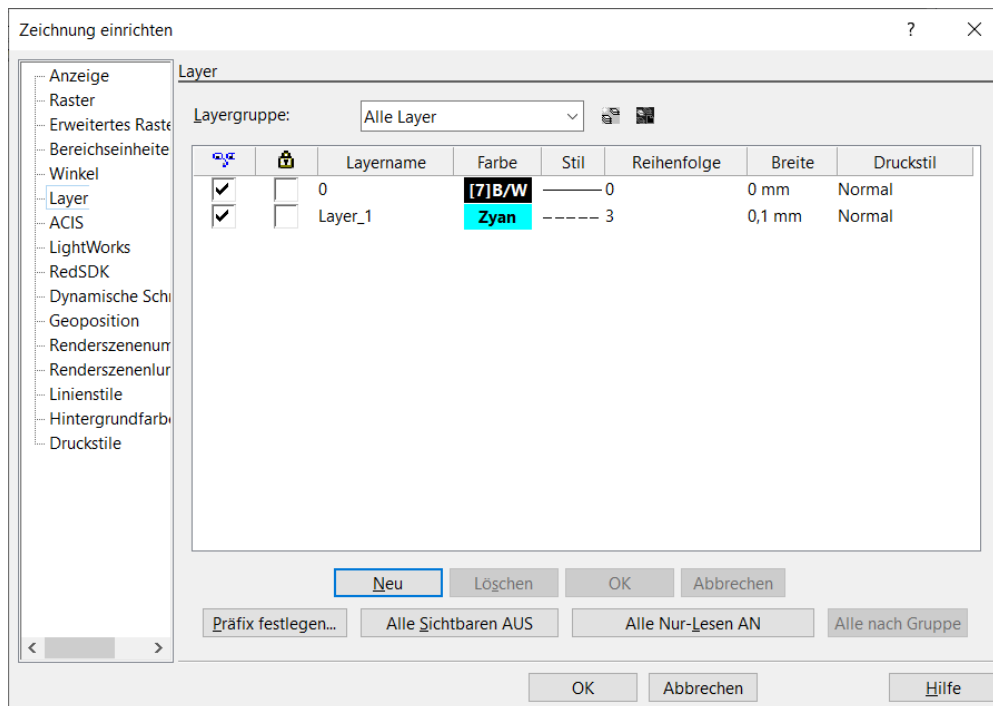 Zeichnung einrichten
?
Anzeige
Raster
Erweitertes Raste
Bereichseinheite
Winkel
Layer
ACIS
LightWorks
RedSDK
Dynamische Sch
Geoposition
Renderszenenum
Renderszenenlur
Linienstile
Hintergrundfarb
Druckstile
Layer
Layergruppe: Alle Layer
Layername Farbe Stil Reihenfolge Breite Druckstil
0 [7]B/W 0 0 mm Normal
Layer_1 Zyan 3 0,1 mm Normal
Neu Löschen OK Abbrechen
Präfix festlegen... Alle Sichtbaren AUS Alle Nur-Lesen AN Alle nach Gruppe
OK Abbrechen Hilfe